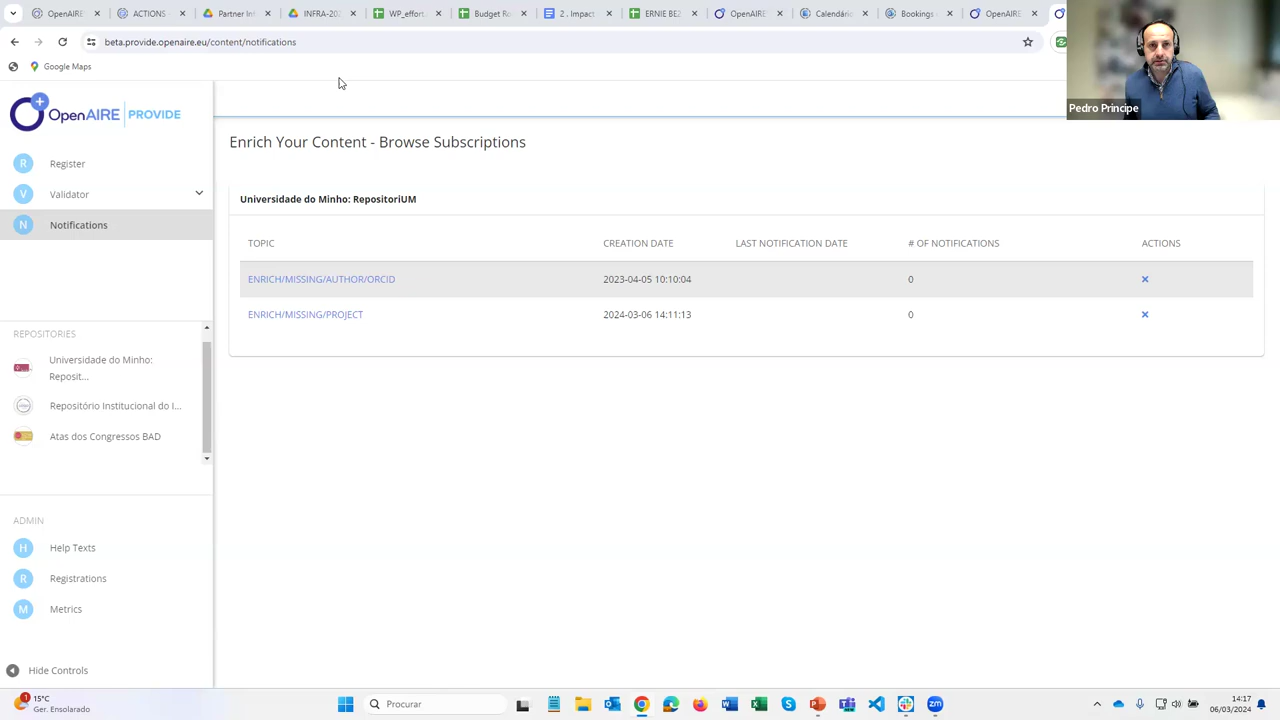 OpenAIRE
ACTIONS -
Partner In
INFRA-202
WP_effort
Budget Ro
2 . Impact
ERNIE BE2
OpenAIRE
Calendário
Bookings
OpenAIRE
beta.provide.openaire.eu/content/notifications
Google Maps
Pedro Principe
OpenAIRE | PROVIDE
R Register
V Validator
N Notifications
Enrich Your Content - Browse Subscriptions
Universidade do Minho: RepositoriUM
TOPIC CREATION DATE LAST NOTIFICATION DATE # OF NOTIFICATIONS ACTIONS
ENRICH/MISSING/AUTHOR/ORCID 2023-04-05 10:10:04 0
ENRICH/MISSING/PROJECT 2024-03-06 14:11:13 0
REPOSITORIES
Universidade do Minho:
Reposit...
Repositório Institucional do I...
Atas dos Congressos BAD
ADMIN
H Help Texts
R Registrations
M Metrics
Hide Controls
1 15°C
Ger. Ensolarado
Procurar
14:17
06/03/2024